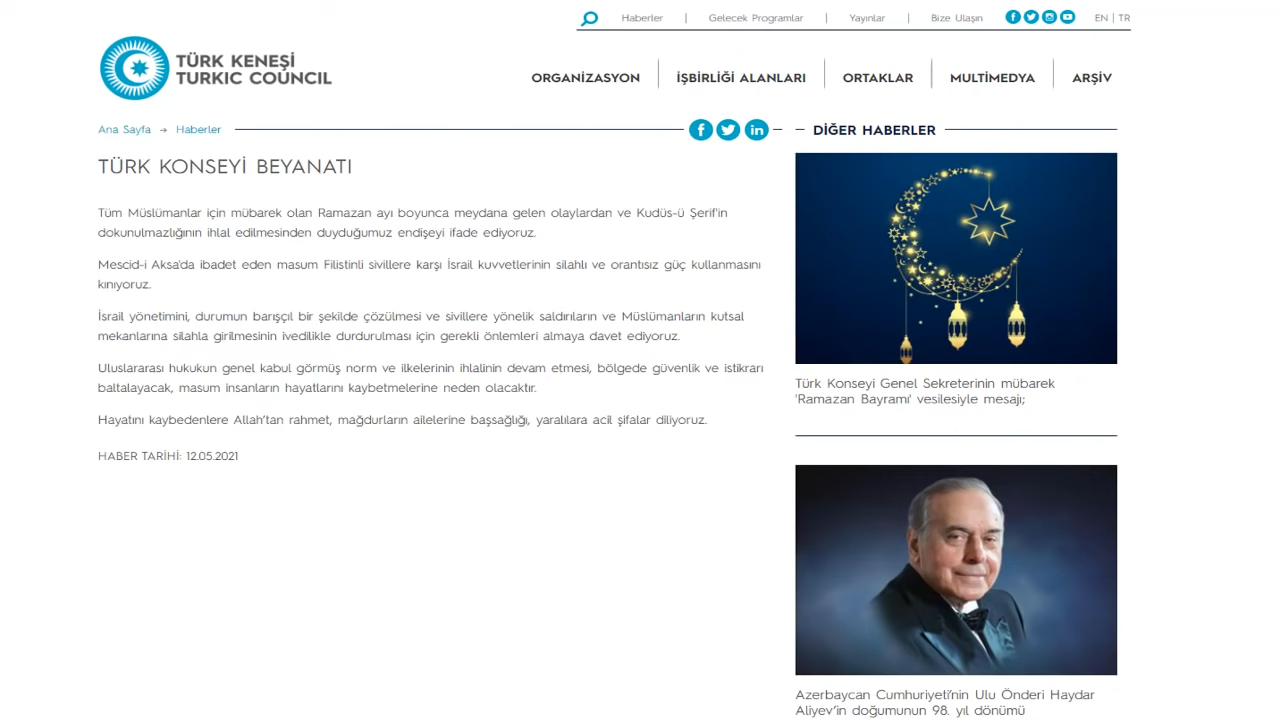 Haberler | Gelecek Programlar | Yayınlar | Bize Ulaşın EN | TR
TÜRK KENEŞİ
TURKIC COUNCIL
ORGANİZASYON İŞBİRLİĞİ ALANLARI ORTAKLAR MULTİMEDYA ARŞİV
Ana Sayfa → Haberler
TÜRK KONSEYİ BEYANATI
Tüm Müslümanlar için mübarek olan Ramazan ayı boyunca meydana gelen olaylardan ve Kudüs-ü Şerif'in
dokunulmazlığının ihlal edilmesinden duyduğumuz endişeyi ifade ediyoruz.
Mescid-i Aksa'da ibadet eden masum Filistinli sivillere karşı İsrail kuvvetlerinin silahlı ve orantısız güç kullanmasını
kınıyoruz.
İsrail yönetimini, durumun barışçıl bir şekilde çözülmesi ve sivillere yönelik saldırıların ve Müslümanların kutsal
mekanlarına silahla girilmesinin ivedilikle durdurulması için gerekli önlemleri almaya davet ediyoruz.
Uluslararası hukukun genel kabul görmüş norm ve ilkelerinin ihlalinin devam etmesi, bölgede güvenlik ve istikrarı
baltalayacak, masum insanların hayatlarını kaybetmelerine neden olacaktır.
Hayatını kaybedenlere Allah’tan rahmet, mağdurların ailelerine başsağlığı, yaralılara acil şifalar diliyoruz.
HABER TARİHİ: 12.05.2021
DİĞER HABERLER
Türk Konseyi Genel Sekreterinin mübarek
'Ramazan Bayramı' vesilesiyle mesajı;
Azerbaycan Cumhuriyeti’nin Ulu Önderi Haydar
Aliyev’in doğumunun 98. yıl dönümü